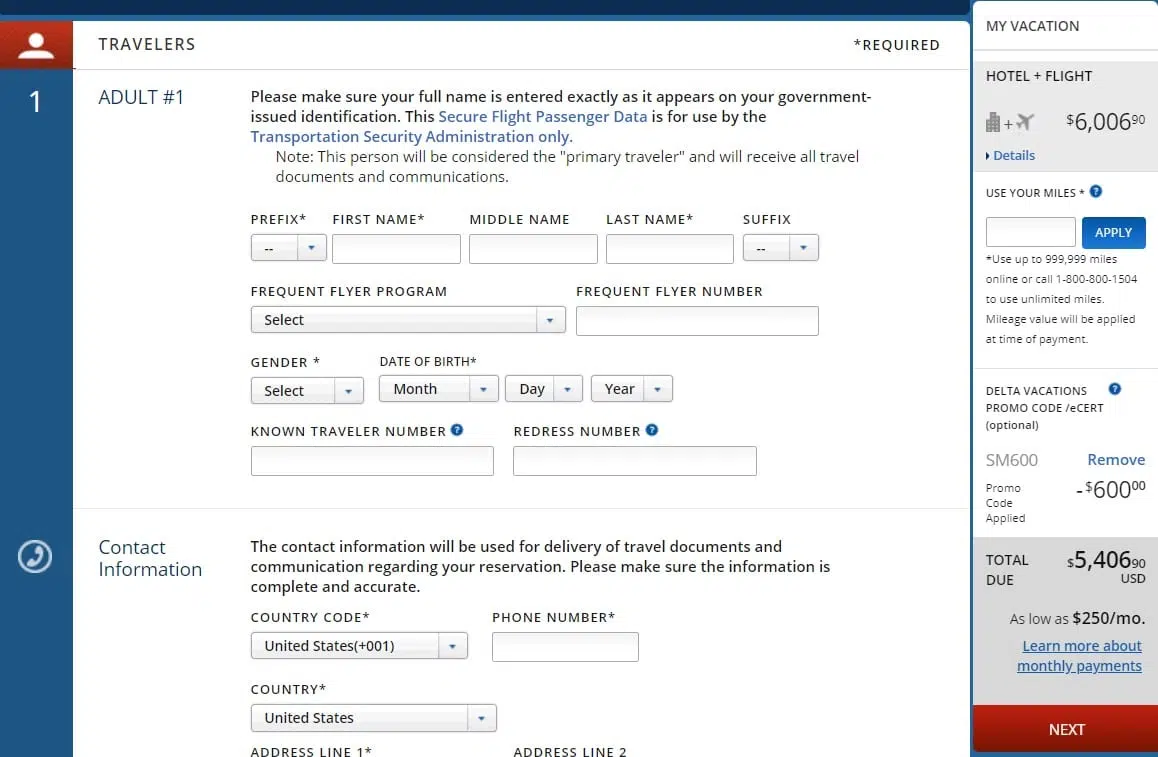 TRAVELERS
*REQUIRED
1
ADULT #1
Please make sure your full name is entered exactly as it appears on your government-
issued identification. This Secure Flight Passenger Data is for use by the
Transportation Security Administration only.
Note: This person will be considered the "primary traveler" and will receive all travel
documents and communications.
PREFIX* FIRST NAME* MIDDLE NAME LAST NAME* SUFFIX
-- --
FREQUENT FLYER PROGRAM FREQUENT FLYER NUMBER
Select
GENDER * DATE OF BIRTH*
Select Month Day Year
KNOWN TRAVELER NUMBER ? REDRESS NUMBER ?
Contact
Information
The contact information will be used for delivery of travel documents and
communication regarding your reservation. Please make sure the information is
complete and accurate.
COUNTRY CODE* PHONE NUMBER*
United States(+001)
COUNTRY*
United States
ADDRESS LINE 1* ADDRESS LINE 2
MY VACATION
HOTEL + FLIGHT
+ $6,00690
Details
USE YOUR MILES * ?
APPLY
*Use up to 999,999 miles
online or call 1-800-800-1504
to use unlimited miles.
Mileage value will be applied
at time of payment.
DELTA VACATIONS ?
PROMO CODE /eCERT
(optional)
SM600 Remove
Promo
Code
Applied
-$60000
TOTAL
DUE
$5,40690
USD
As low as $250/mo.
Learn more about
monthly payments
NEXT